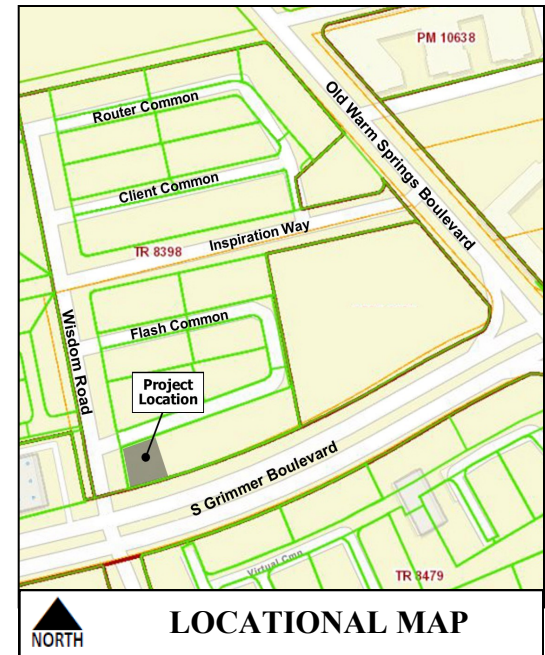 PM 10638
Router Common
Old Warm Springs Boulevard
Client Common
Inspiration Way
TR 8398
Wisdom Road
Flash Common
Project
Location
S Grimmer Boulevard
Virtual Cmn
TR 8479
NORTH
LOCATIONAL MAP